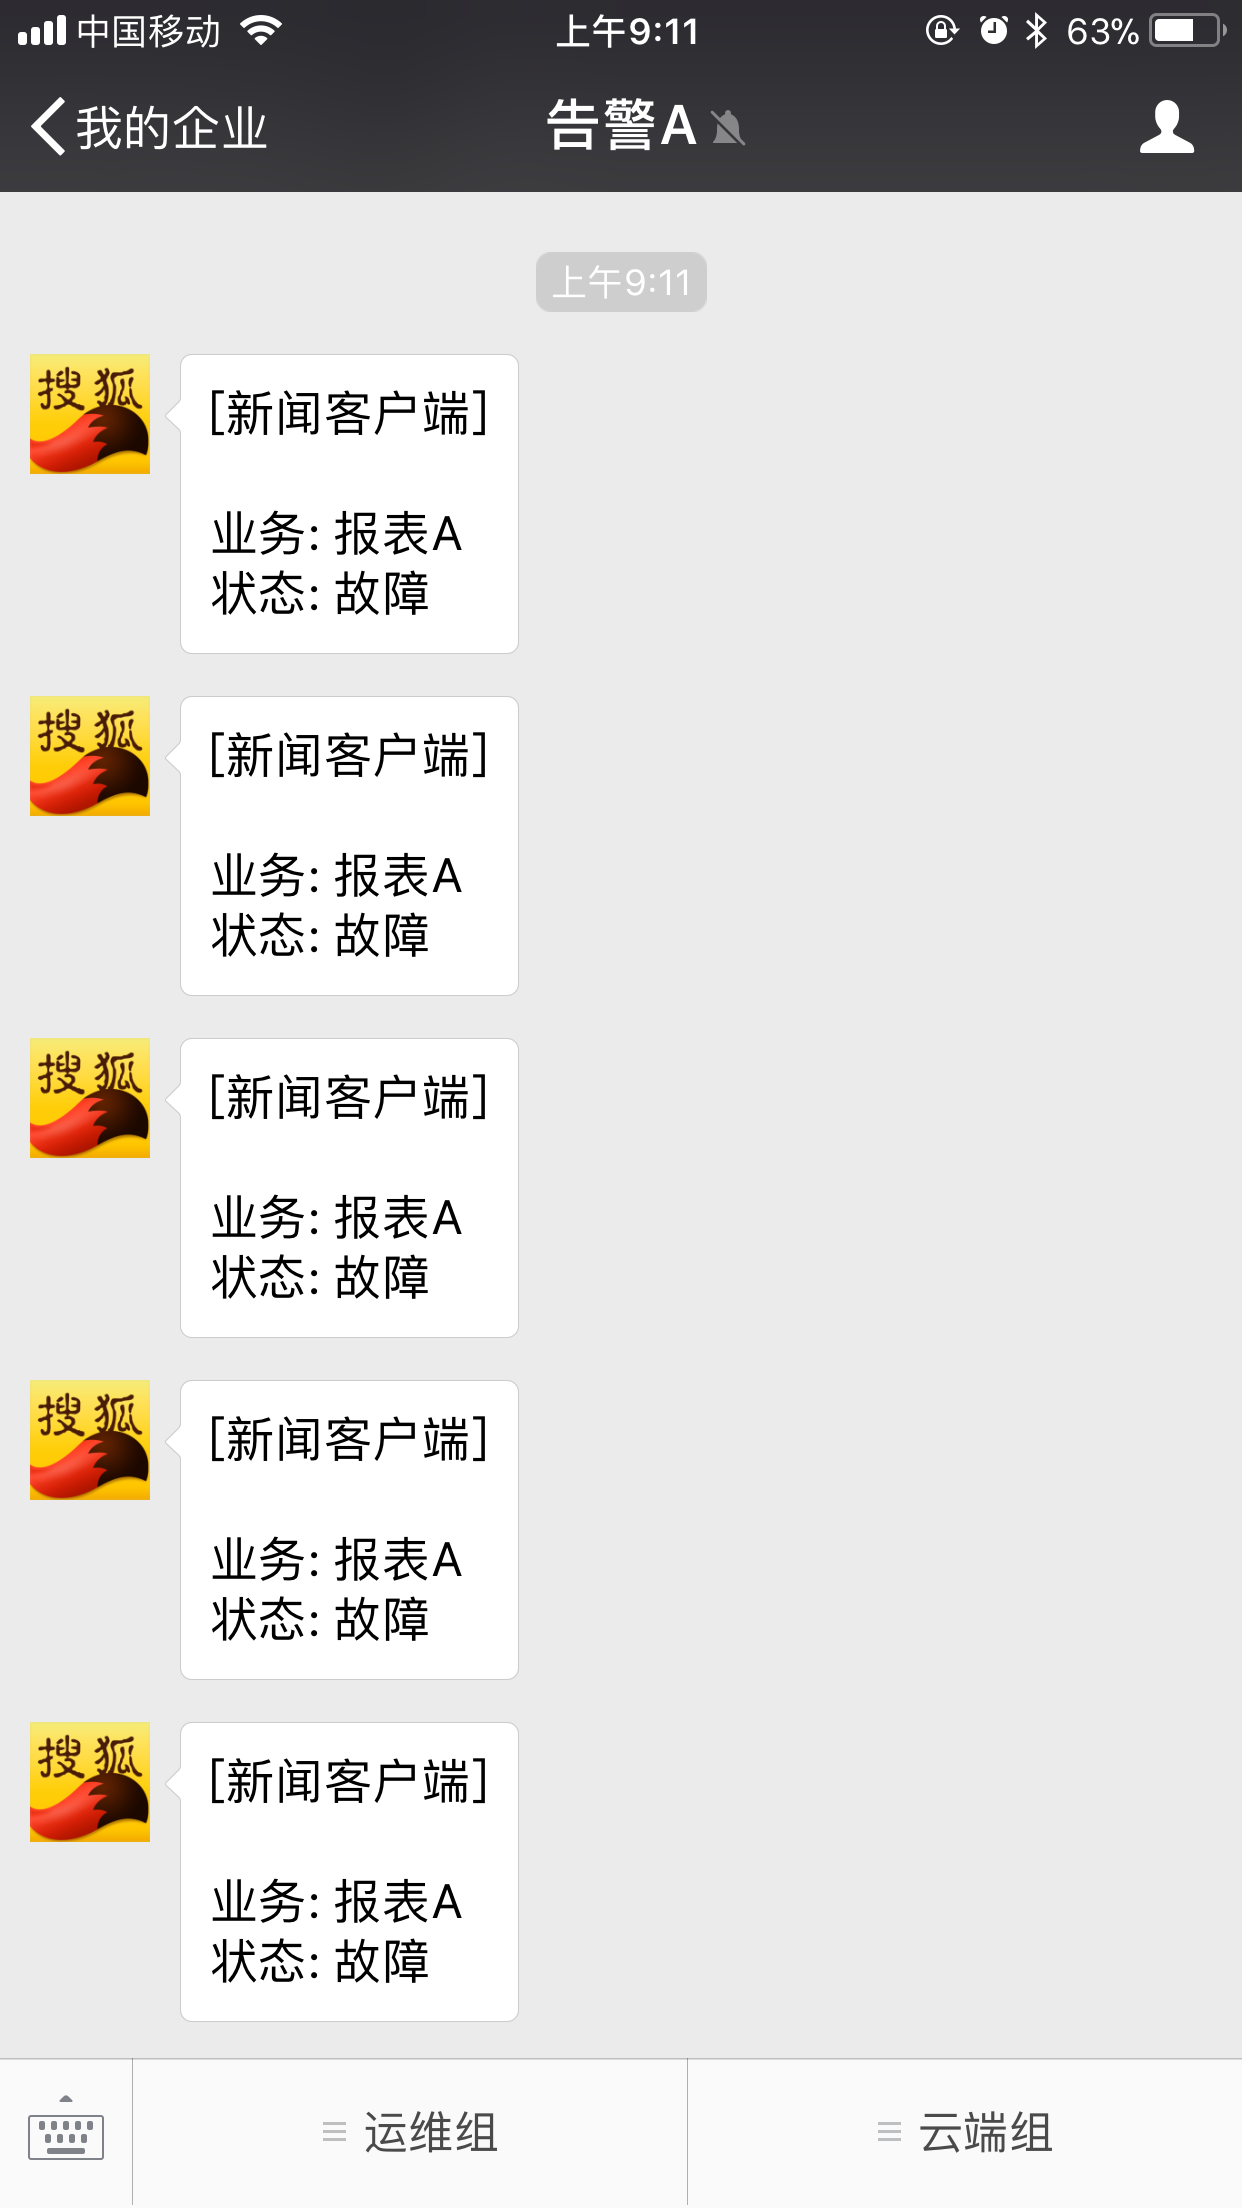 中国移动 上午9:11 63%
我的企业 告警A
上午9:11
搜狐
[新闻客户端]
业务: 报表A
状态: 故障
搜狐
[新闻客户端]
业务: 报表A
状态: 故障
搜狐
[新闻客户端]
业务: 报表A
状态: 故障
搜狐
[新闻客户端]
业务: 报表A
状态: 故障
搜狐
[新闻客户端]
业务: 报表A
状态: 故障
运维组 云端组